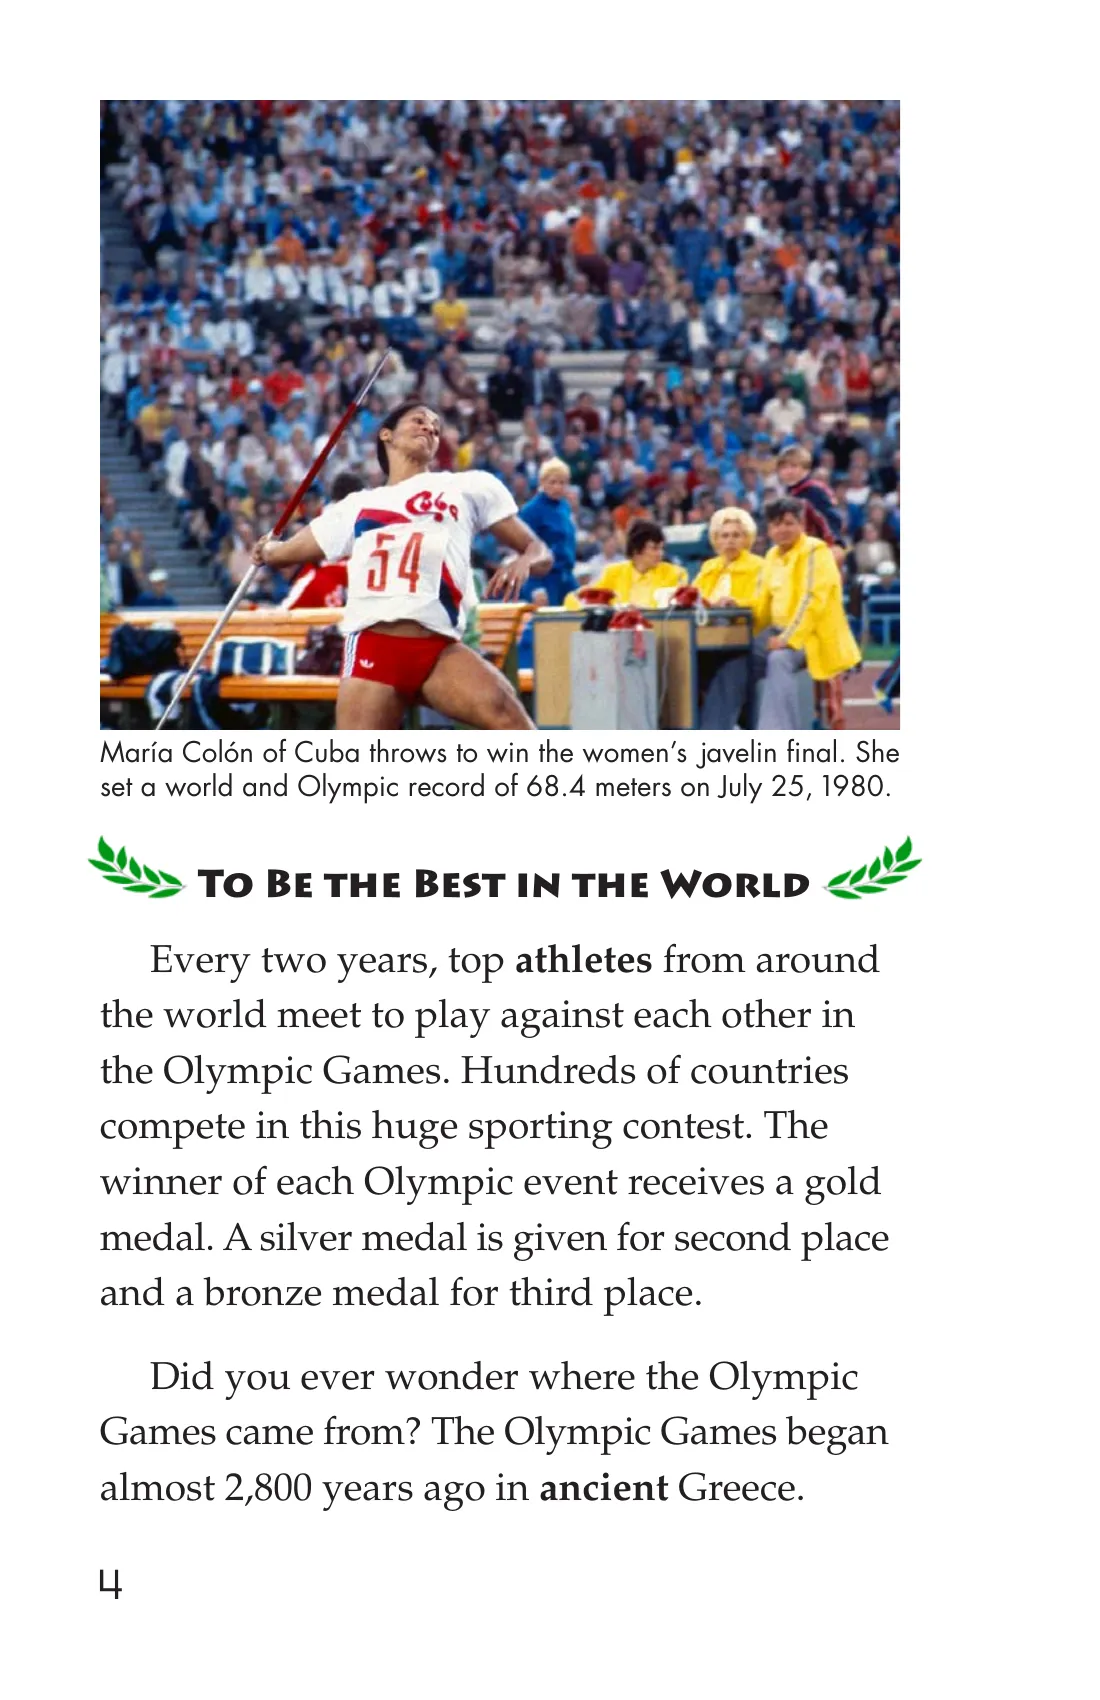 Cuba
54
María Colón of Cuba throws to win the women’s javelin final. She
set a world and Olympic record of 68.4 meters on July 25, 1980.
To Be the Best in the World
Every two years, top athletes from around
the world meet to play against each other in
the Olympic Games. Hundreds of countries
compete in this huge sporting contest. The
winner of each Olympic event receives a gold
medal. A silver medal is given for second place
and a bronze medal for third place.
Did you ever wonder where the Olympic
Games came from? The Olympic Games began
almost 2,800 years ago in ancient Greece.
4